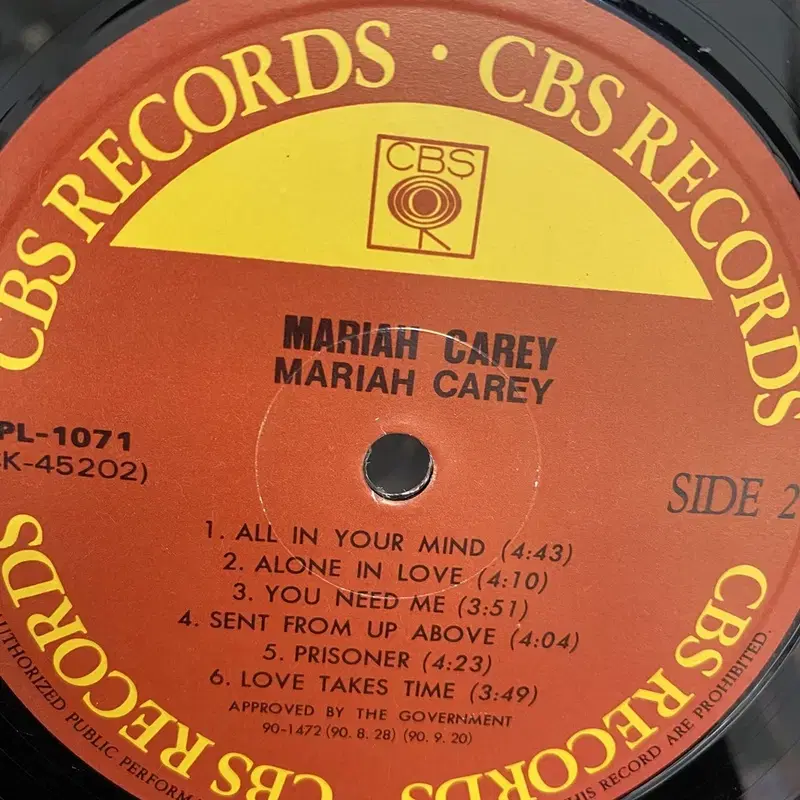 CBS RECORDS · CBS RECORDS
CBS
MARIAH CAREY
MARIAH CAREY
PL-1071
K-45202)
SIDE 2
1. ALL IN YOUR MIND (4:43)
2. ALONE IN LOVE (4:10)
3. YOU NEED ME (3:51)
4. SENT FROM UP ABOVE (4:04)
5. PRISONER (4:23)
6. LOVE TAKES TIME (3:49)
APPROVED BY THE GOVERNMENT
90-1472 (90. 8. 28) (90. 9. 20)
CBS RECORDS
CBS
CBS RECORDS
AUTHORIZED PUBLIC PERFORMA
THIS RECORD ARE PROHIBITED.